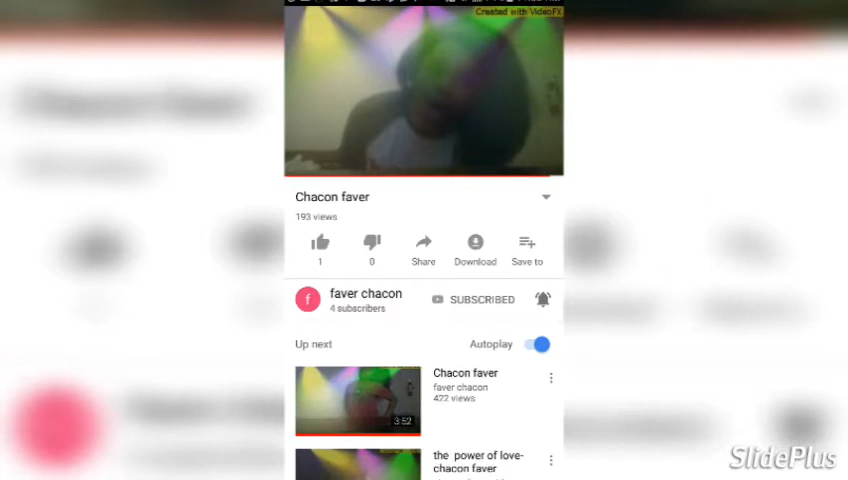 Created with VideoFX
Chacon faver
193 views
1
0
Share
Download
Save to
f
faver chacon
4 subscribers
SUBSCRIBED
Up next
Autoplay
3:52
Chacon faver
faver chacon
422 views
the power of love-
chacon faver
SlidePlus